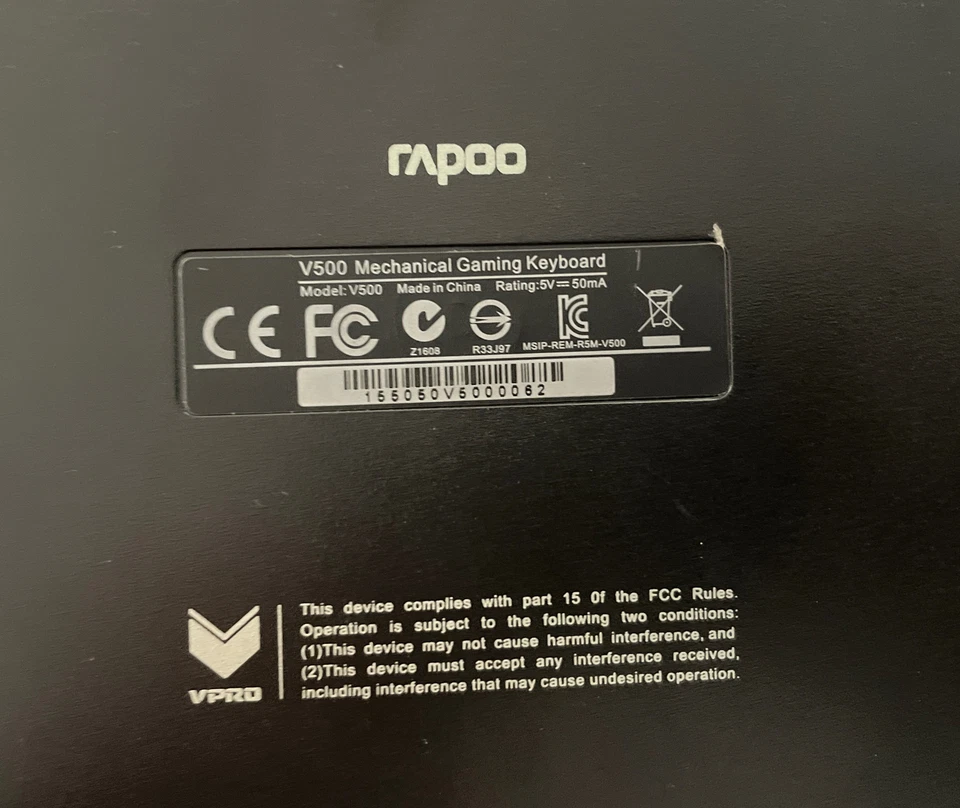 rapoo
V500 Mechanical Gaming Keyboard
Model: V500 Made in China Rating:5V⎓50mA
CE FC
Z1608 R33J97 MSIP-REM-R5M-V500
155050V5000062
This device complies with part 15 0f the FCC Rules.
Operation is subject to the following two conditions:
(1)This device may not cause harmful interference, and
(2)This device must accept any interference received,
including interference that may cause undesired operation.
VPRO